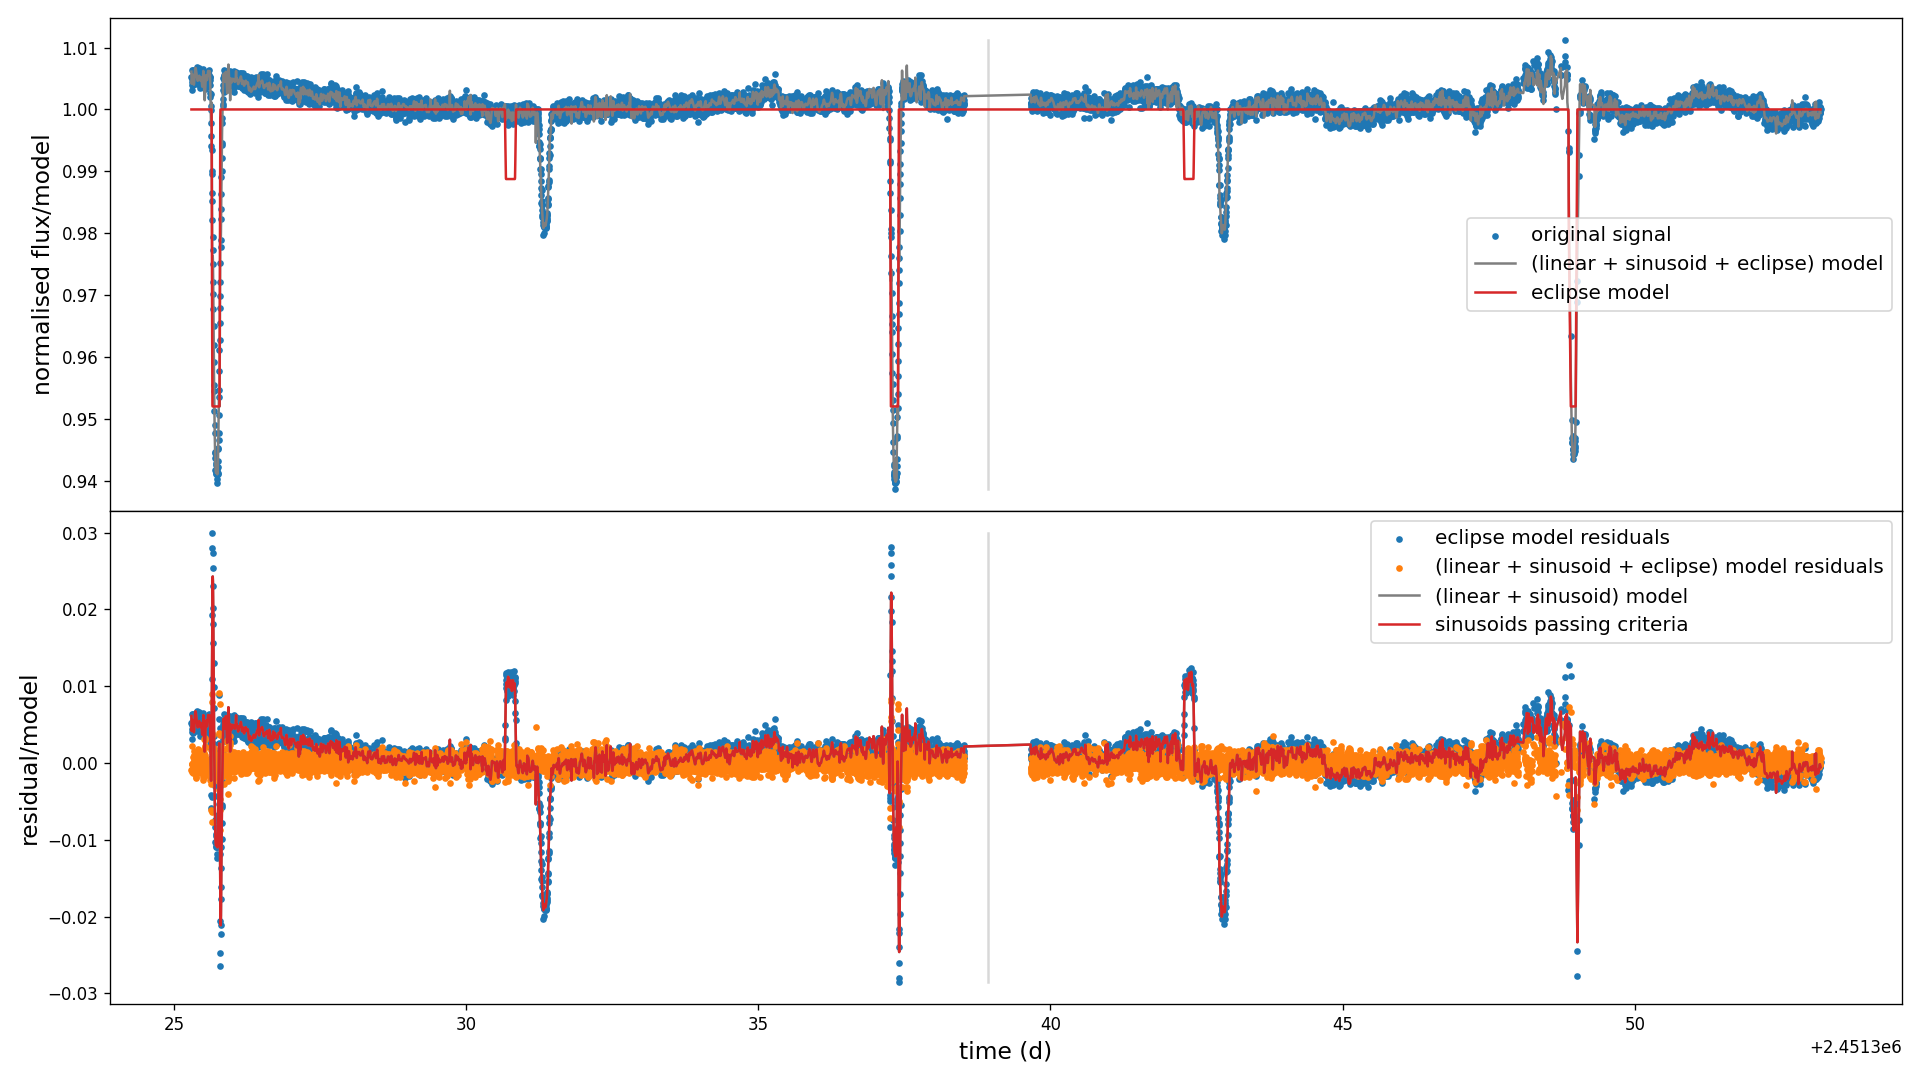 normalised flux/model
1.01
1.00
0.99
0.98
0.97
0.96
0.95
0.94
original signal
(linear + sinusoid + eclipse) model
eclipse model
residual/model
0.03
0.02
0.01
0.00
−0.01
−0.02
−0.03
eclipse model residuals
(linear + sinusoid + eclipse) model residuals
(linear + sinusoid) model
sinusoids passing criteria
25 30 35 40 45 50
time (d)
+2.4513e6